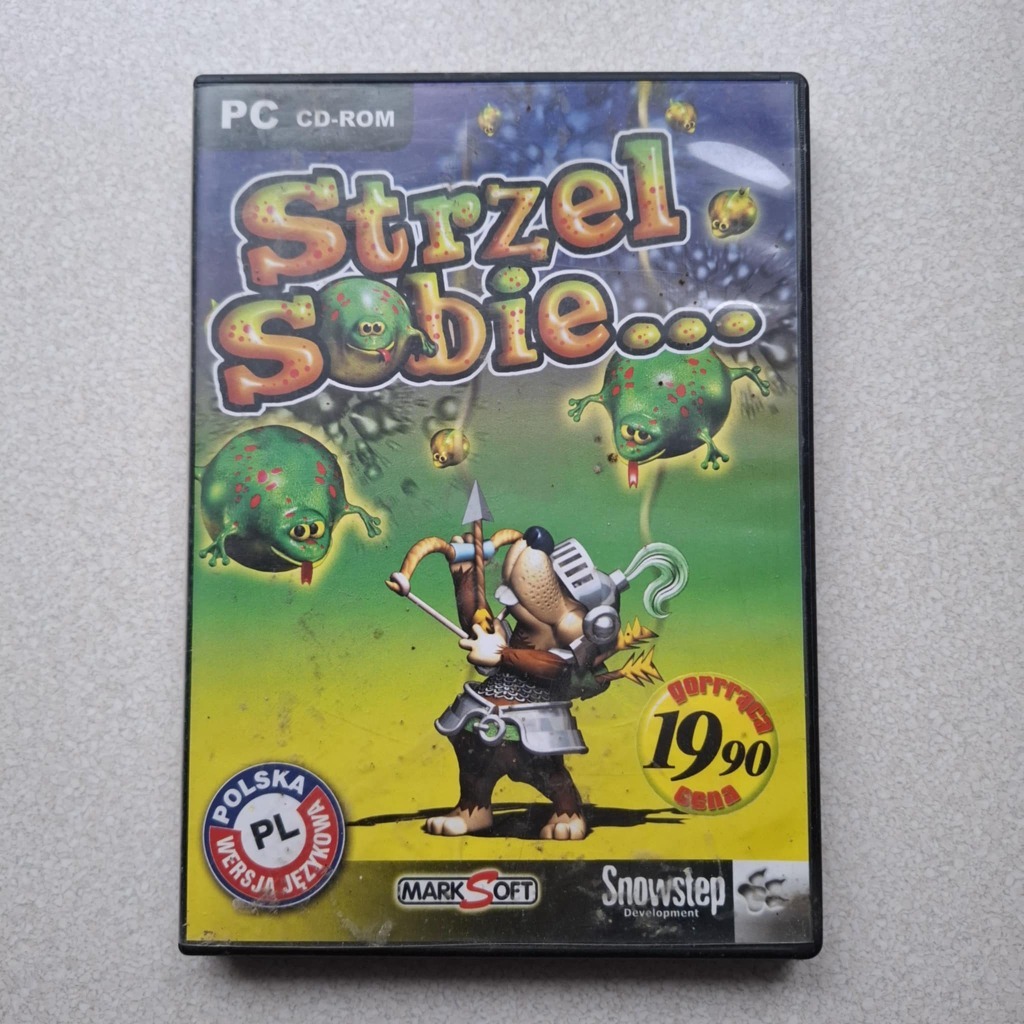 PC CD-ROM
Strzel
Sobie...
gorrrąca
19 90
cena
POLSKA
PL
WERSJA JĘZYKOWA
MARKSOFT
Snowstep
Development